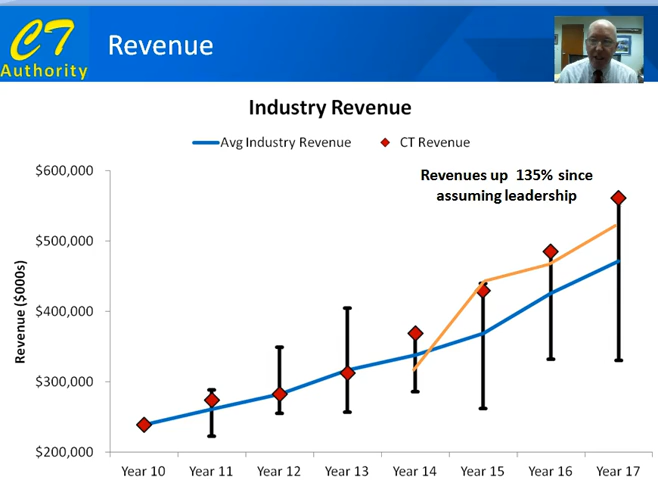 CT
Authority
Revenue
Industry Revenue
Avg Industry Revenue
CT Revenue
Revenues up 135% since
assuming leadership
Revenue ($000s)
$600,000
$500,000
$400,000
$300,000
$200,000
Year 10
Year 11
Year 12
Year 13
Year 14
Year 15
Year 16
Year 17